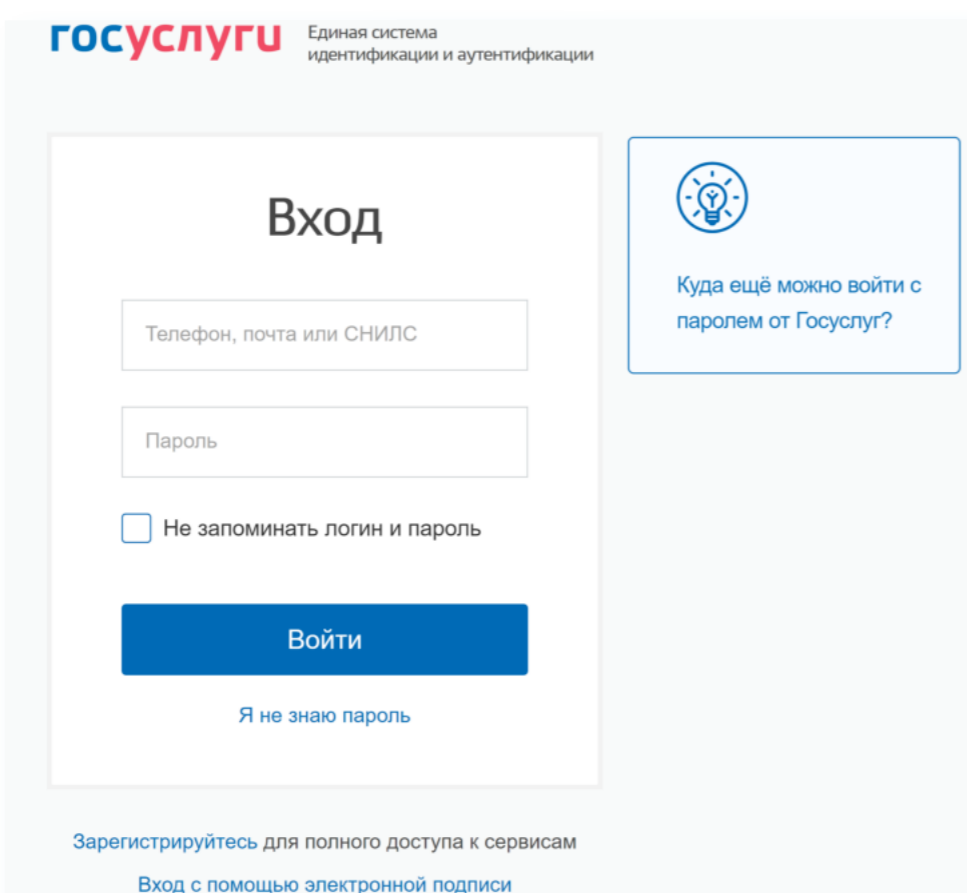 госуслуги
Единая система
идентификации и аутентификации
Вход
Телефон, почта или СНИЛС
Пароль
Не запоминать логин и пароль
Войти
Я не знаю пароль
Куда ещё можно войти с
паролем от Госуслуг?
Зарегистрируйтесь для полного доступа к сервисам
Вход с помощью электронной подписи